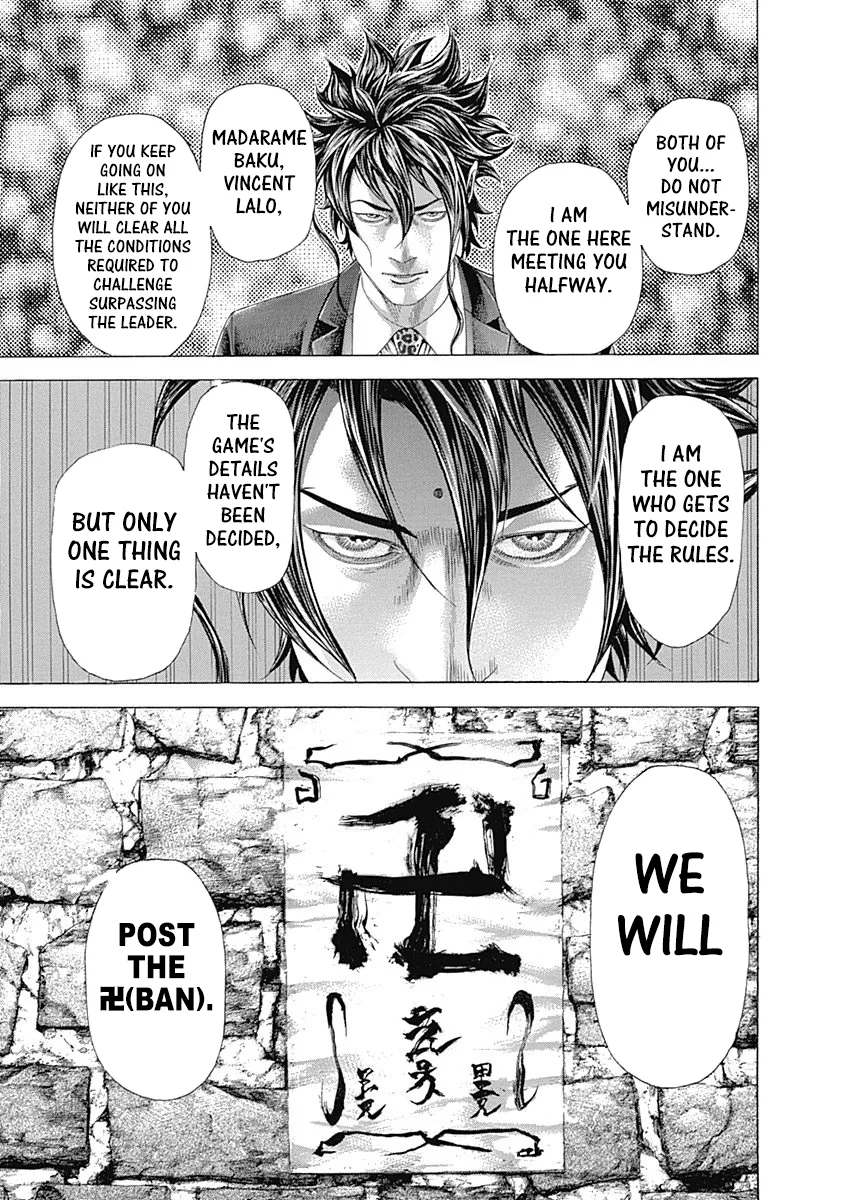 BOTH OF
YOU...
DO NOT
MISUNDER-
STAND.
I AM
THE ONE HERE
MEETING YOU
HALFWAY.
MADARAME
BAKU,
VINCENT
LALO,
IF YOU KEEP
GOING ON
LIKE THIS,
NEITHER OF YOU
WILL CLEAR ALL
THE CONDITIONS
REQUIRED TO
CHALLENGE
SURPASSING
THE LEADER.
I AM
THE ONE
WHO GETS
TO DECIDE
THE RULES.
THE
GAME'S
DETAILS
HAVEN'T
BEEN
DECIDED,
BUT ONLY
ONE THING
IS CLEAR.
WE
WILL
卍
POST
THE
卍(BAN).